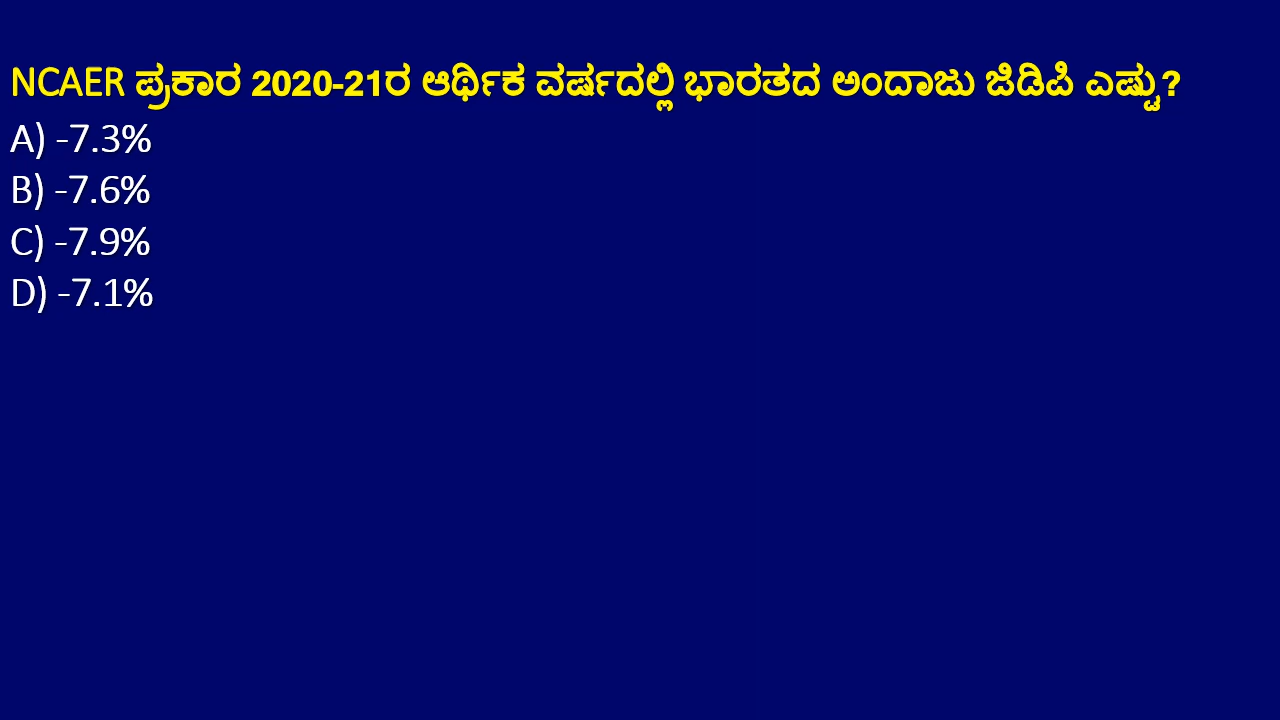 NCAER ಪ್ರಕಾರ 2020-21ರ ಆರ್ಥಿಕ ವರ್ಷದಲ್ಲಿ ಭಾರತದ ಅಂದಾಜು ಜಿಡಿಪಿ ಎಷ್ಟು?
A) -7.3%
B) -7.6%
C) -7.9%
D) -7.1%